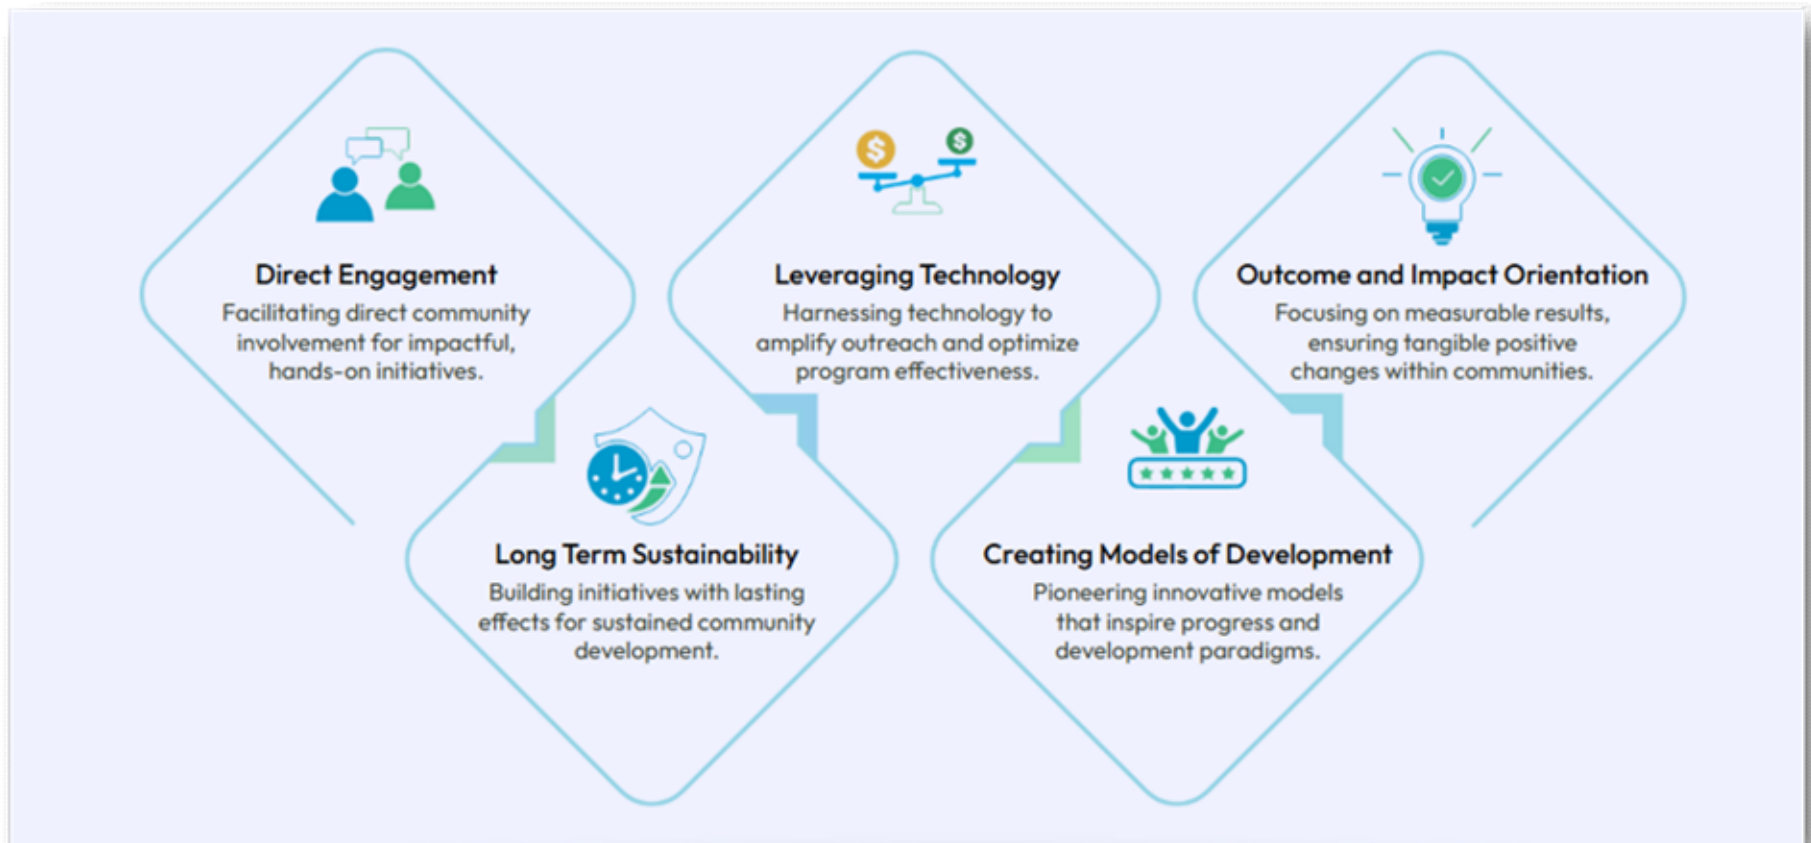 Direct Engagement
Facilitating direct community
involvement for impactful,
hands-on initiatives.
Leveraging Technology
Harnessing technology to
amplify outreach and optimize
program effectiveness.
Outcome and Impact Orientation
Focusing on measurable results,
ensuring tangible positive
changes within communities.
Long Term Sustainability
Building initiatives with lasting
effects for sustained community
development.
Creating Models of Development
Pioneering innovative models
that inspire progress and
development paradigms.